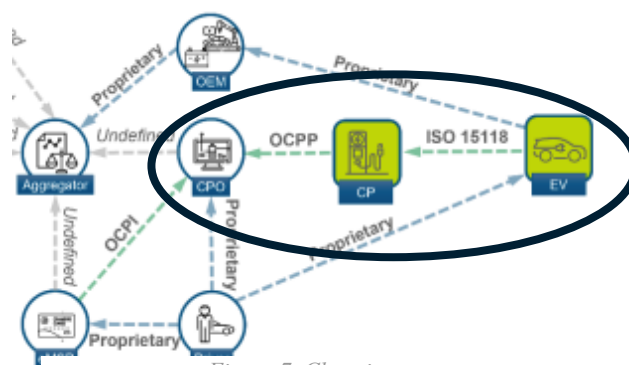 OEM
Proprietary
Proprietary
Undefined
OCPP
ISO 15118
Aggregator
CPO
CP
EV
Undefined
OCPI
Proprietary
Proprietary
Proprietary